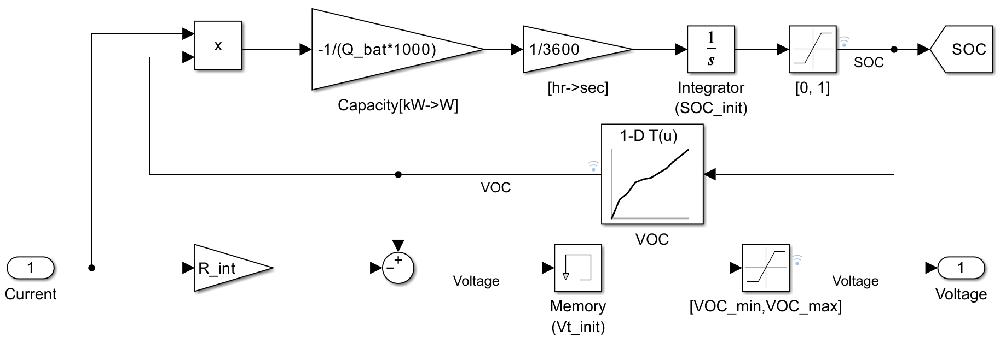 x
-1/(Q_bat*1000)
Capacity[kW->W]
1/3600
[hr->sec]
1
s
Integrator
(SOC_init)
[0, 1]
SOC
SOC
1-D T(u)
VOC
VOC
1
Current
R_int
+
−
Voltage
Memory
(Vt_init)
[VOC_min,VOC_max]
Voltage
1
Voltage